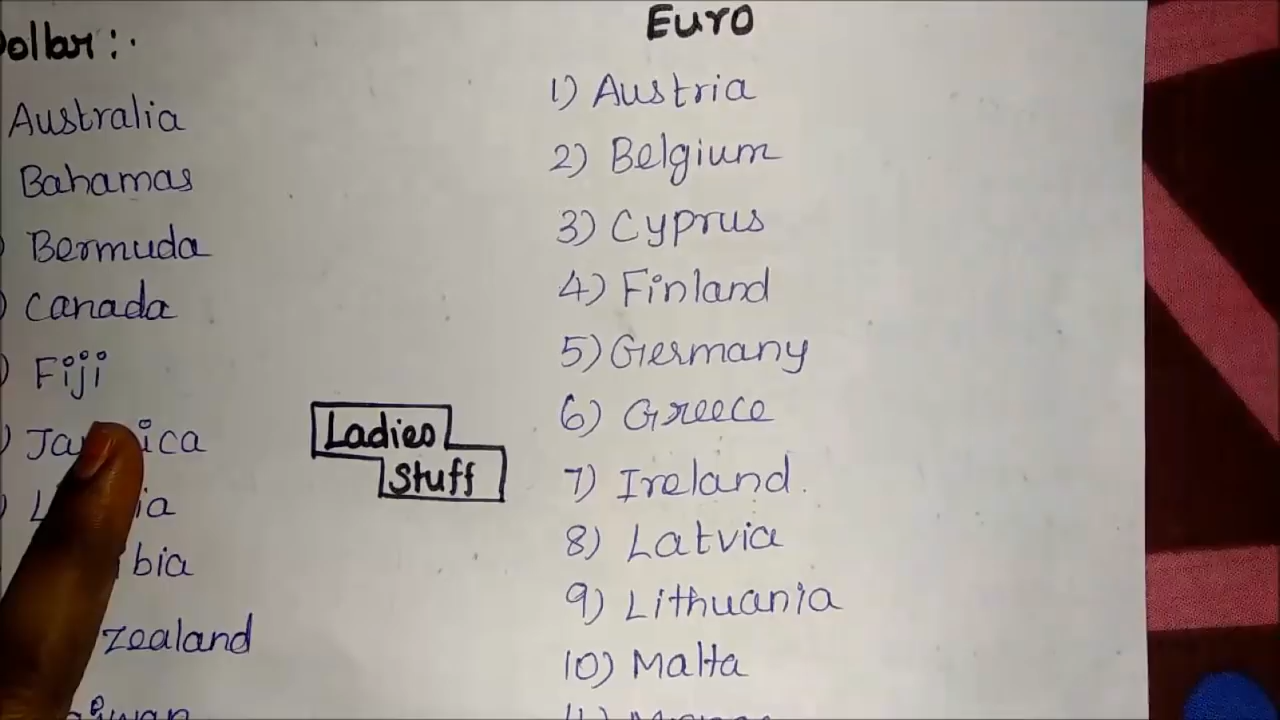 Dollar:-
Australia
Bahamas
Bermuda
Canada
Fiji
zealand
Ladies
Stuff
Euro
1) Austria
2) Belgium
3) Cyprus
4) Finland
5) Germany
6) Greece
7) Ireland.
8) Latvia
9) Lithuania
10) Malta